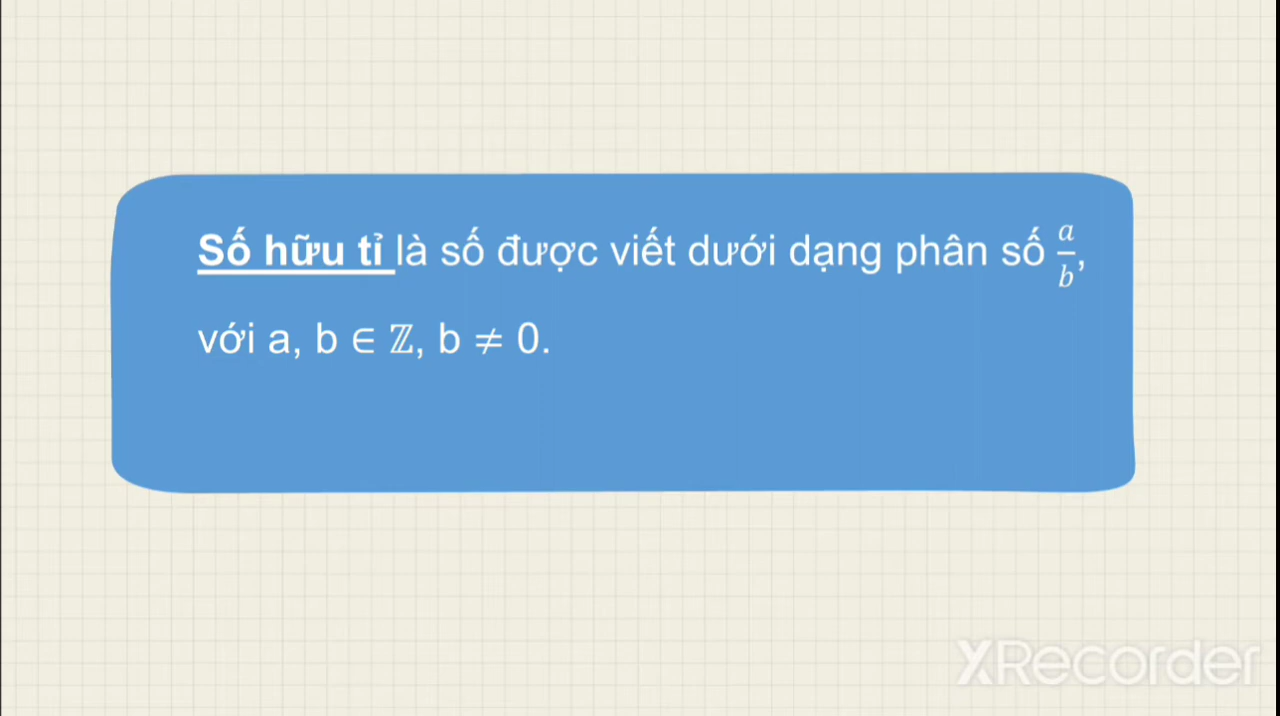 Số hữu tỉ là số được viết dưới dạng phân số a/b,
với a, b ∈ ℤ, b ≠ 0.
XRecorder